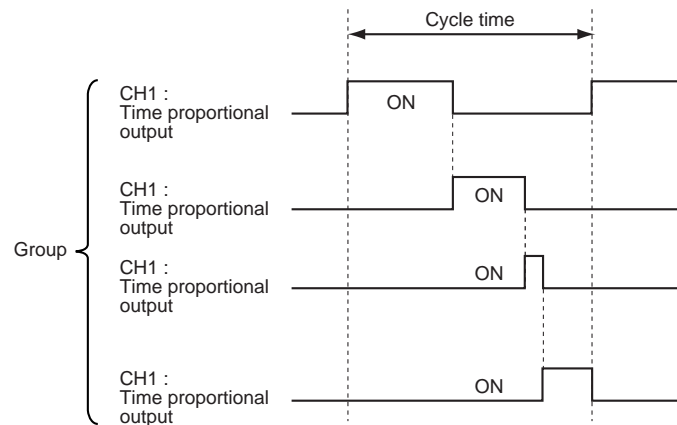 Cycle time
CH1 :
Time proportional
output
ON
CH1 :
Time proportional
output
ON
Group
CH1 :
Time proportional
output
ON
CH1 :
Time proportional
output
ON